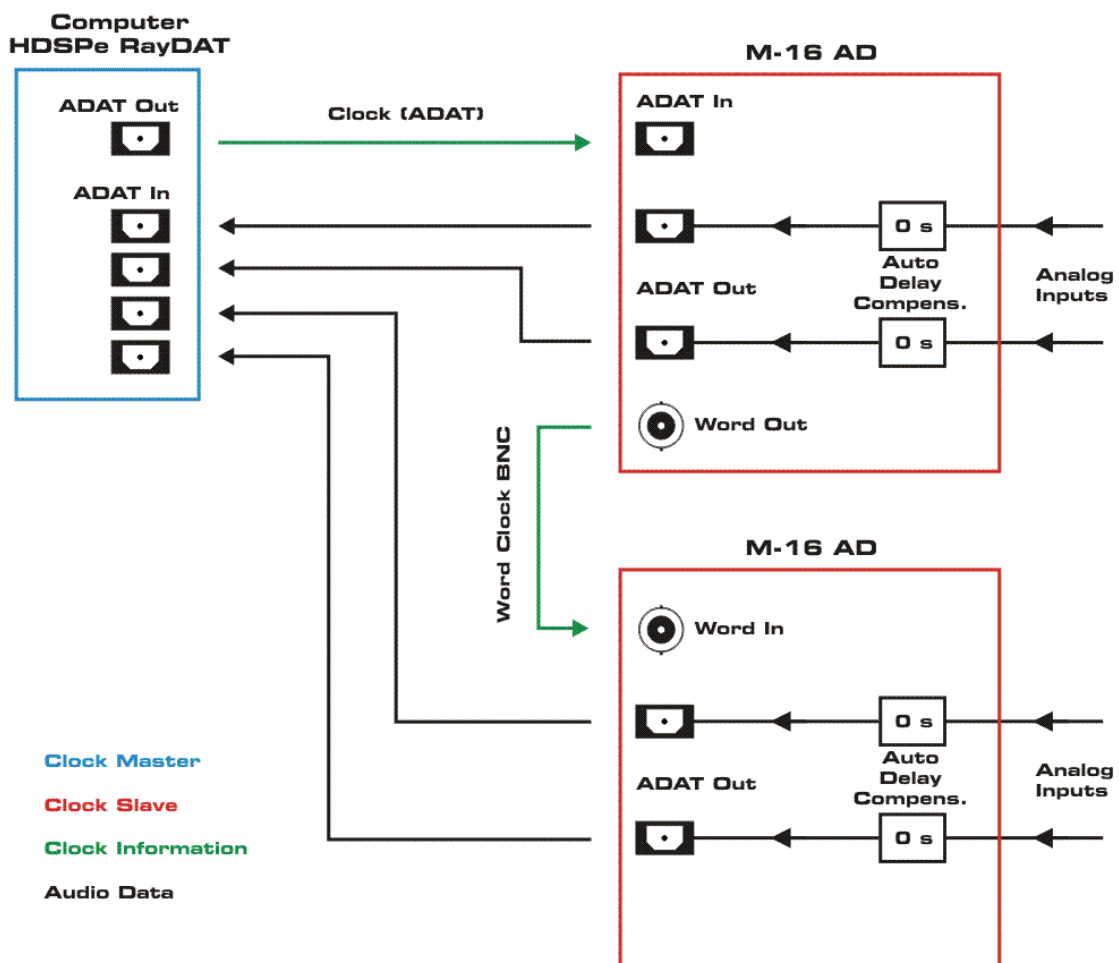 Computer
HDSPe RayDAT
ADAT Out
ADAT In
Clock (ADAT)
M-16 AD
ADAT In
0 s
Auto
Delay
Compens.
Analog
Inputs
ADAT Out
0 s
Word Out
Word Clock BNC
M-16 AD
Word In
0 s
Auto
Delay
Compens.
Analog
Inputs
ADAT Out
0 s
Clock Master
Clock Slave
Clock Information
Audio Data